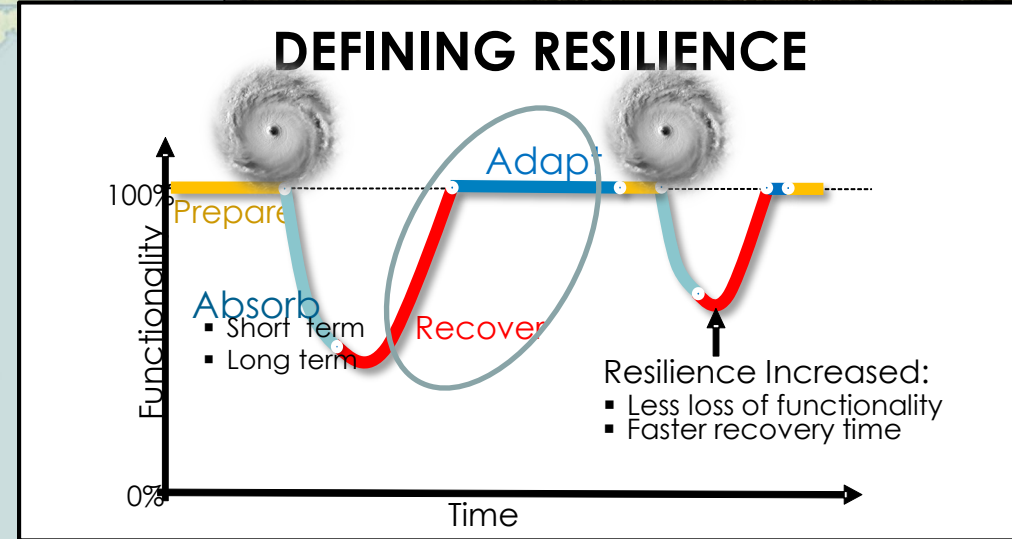 DEFINING RESILIENCE
Adapt
100%
Prepare
Functionality
Absorb
▪ Short term
▪ Long term
Recover
Resilience Increased:
▪ Less loss of functionality
▪ Faster recovery time
0%
Time